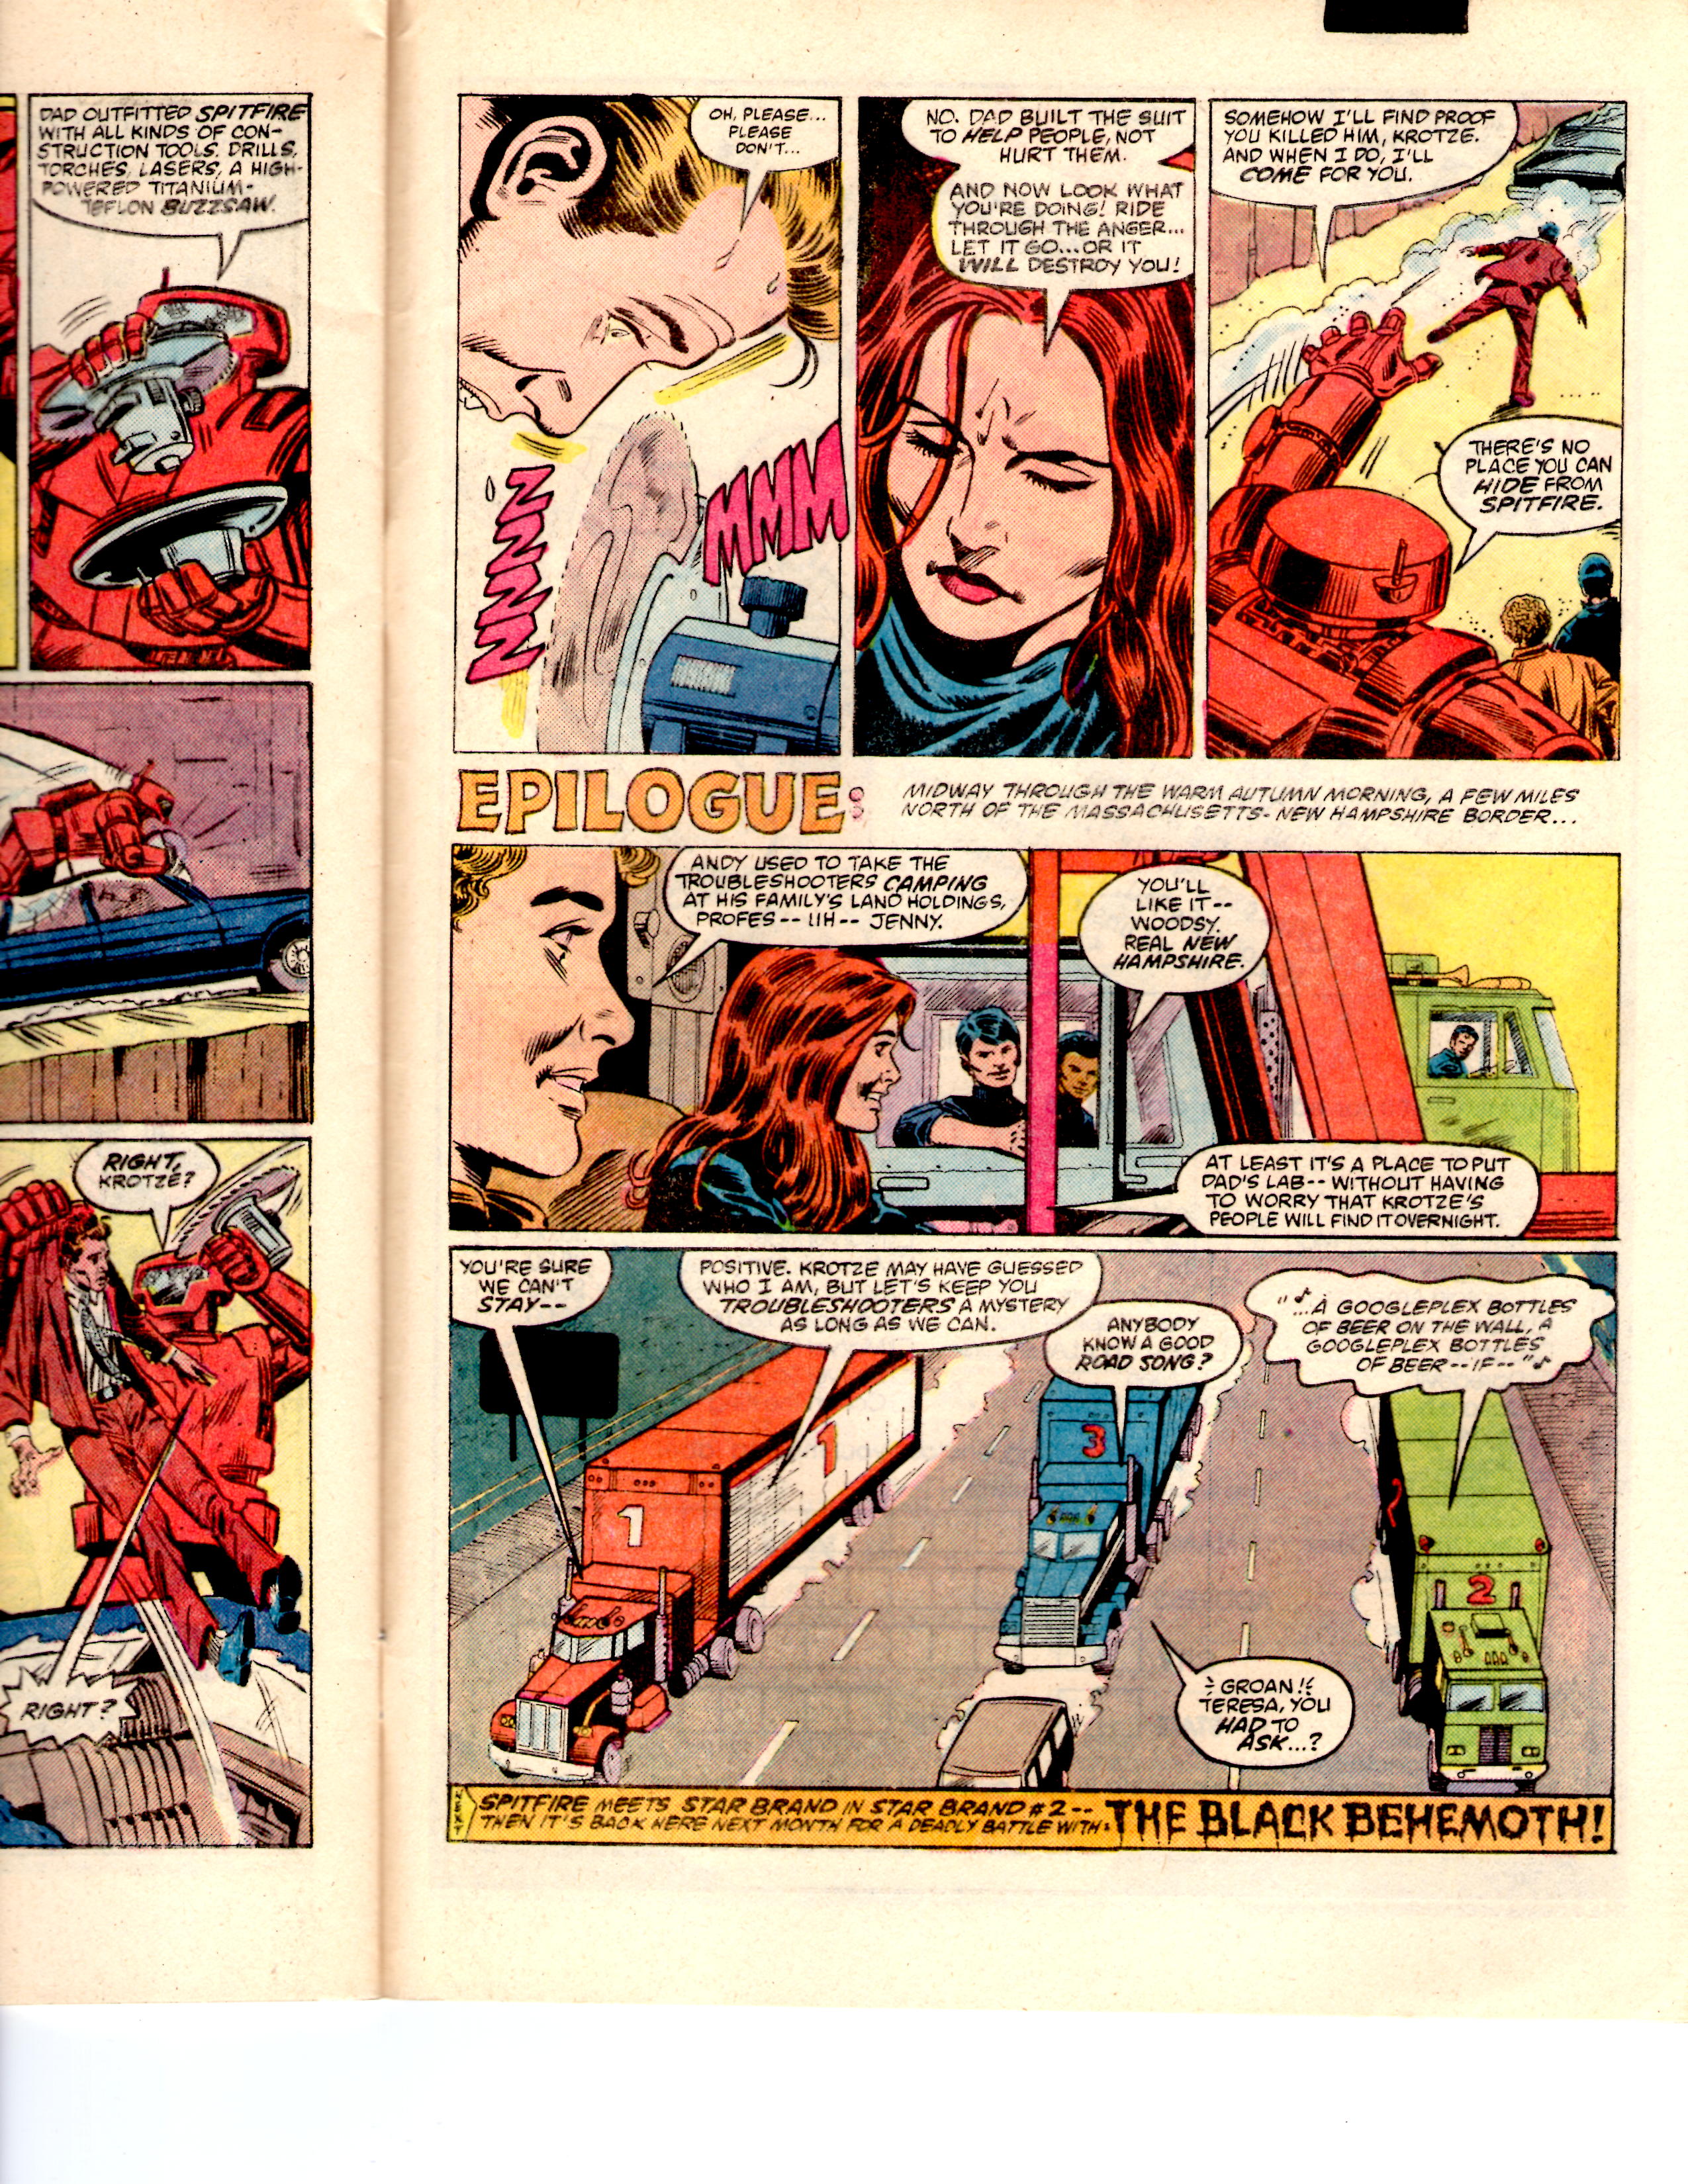 DAD OUTFITTED SPITFIRE
WITH ALL KINDS OF CON-
STRUCTION TOOLS. DRILLS,
TORCHES, LASERS, A HIGH-
POWERED TITANIUM-
TEFLON BUZZSAW.
RIGHT,
KROTZE?
RIGHT?
OH, PLEASE...
PLEASE
DON'T...
NNNNN
MMM
NO. DAD BUILT THE SUIT
TO HELP PEOPLE, NOT
HURT THEM.
AND NOW LOOK WHAT
YOU'RE DOING! RIDE
THROUGH THE ANGER...
LET IT GO...OR IT
WILL DESTROY YOU!
SOMEHOW I'LL FIND PROOF
YOU KILLED HIM, KROTZE.
AND WHEN I DO, I'LL
COME FOR YOU.
THERE'S NO
PLACE YOU CAN
HIDE FROM
SPITFIRE.
EPILOGUE:
MIDWAY THROUGH THE WARM AUTUMN MORNING, A FEW MILES
NORTH OF THE MASSACHUSETTS-NEW HAMPSHIRE BORDER...
ANDY USED TO TAKE THE
TROUBLESHOOTERS CAMPING
AT HIS FAMILY'S LAND HOLDINGS,
PROFES-- UH-- JENNY.
YOU'LL
LIKE IT--
WOODSY.
REAL NEW
HAMPSHIRE.
AT LEAST IT'S A PLACE TO PUT
DAD'S LAB-- WITHOUT HAVING
TO WORRY THAT KROTZE'S
PEOPLE WILL FIND IT OVERNIGHT.
YOU'RE SURE
WE CAN'T
STAY--
POSITIVE. KROTZE MAY HAVE GUESSED
WHO I AM, BUT LET'S KEEP YOU
TROUBLESHOOTERS A MYSTERY
AS LONG AS WE CAN.
ANYBODY
KNOW A GOOD
ROAD SONG?
"♪...A GOOGLEPLEX BOTTLES
OF BEER ON THE WALL, A
GOOGLEPLEX BOTTLES
OF BEER--IF--"♪
1
1
3
2
2
GROAN!
TERESA, YOU
HAD TO
ASK...?
NEXT
SPITFIRE MEETS STAR BRAND IN STAR BRAND #2--
THEN IT'S BACK HERE NEXT MONTH FOR A DEADLY BATTLE WITH:
THE BLACK BEHEMOTH!